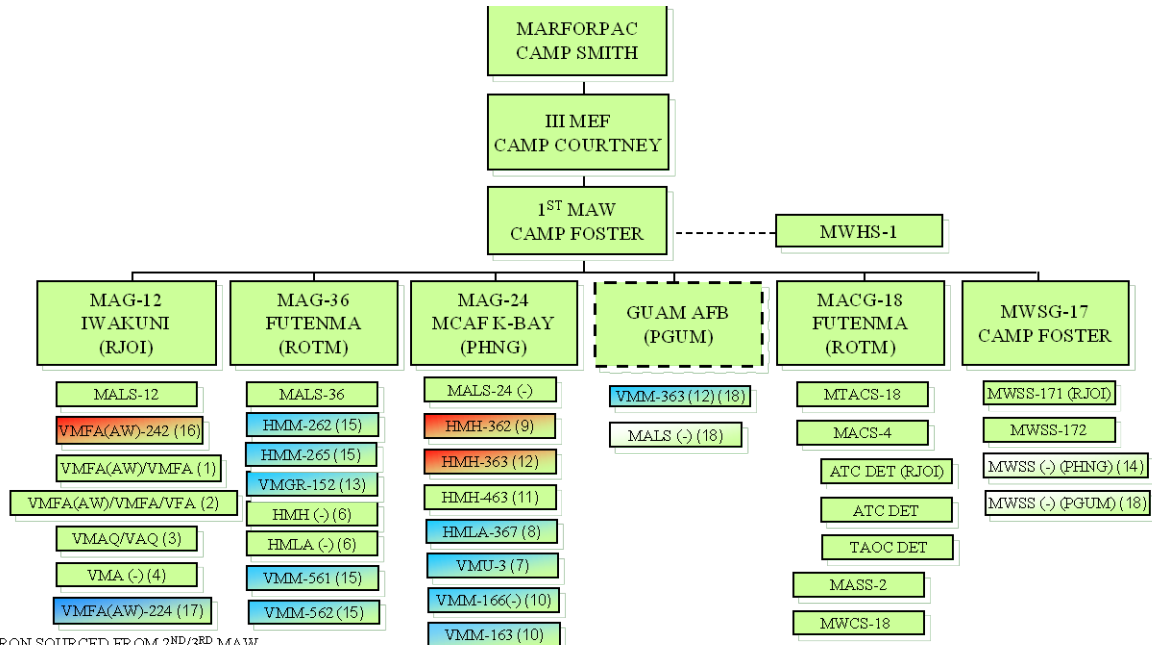 MARFORPAC
CAMP SMITH
III MEF
CAMP COURTNEY
1ST MAW
CAMP FOSTER
MWHS-1
MAG-12
IWAKUNI
(RJOI)
MALS-12
VMFA(AW)-242 (16)
VMFA(AW)/VMFA (1)
VMFA(AW)/VMFA/VFA (2)
VMAQ/VAQ (3)
VMA (-) (4)
VMFA(AW)-224 (17)
MAG-36
FUTENMA
(ROTM)
MALS-36
HMM-262 (15)
HMM-265 (15)
VMGR-152 (13)
HMH (-) (6)
HMLA (-) (6)
VMM-561 (15)
VMM-562 (15)
MAG-24
MCAF K-BAY
(PHNG)
MALS-24 (-)
HMH-362 (9)
HMH-363 (12)
HMH-463 (11)
HMLA-367 (8)
VMU-3 (7)
VMM-166(-) (10)
VMM-163 (10)
GUAM AFB
(PGUM)
VMM-363 (12) (18)
MALS (-) (18)
MACG-18
FUTENMA
(ROTM)
MTACS-18
MACS-4
ATC DET (RJOI)
ATC DET
TAOC DET
MASS-2
MWCS-18
MWSG-17
CAMP FOSTER
MWSS-171 (RJOI)
MWSS-172
MWSS (-) (PHNG) (14)
MWSS (-) (PGUM) (18)
RON SOURCED FROM 2ND/3RD MAW